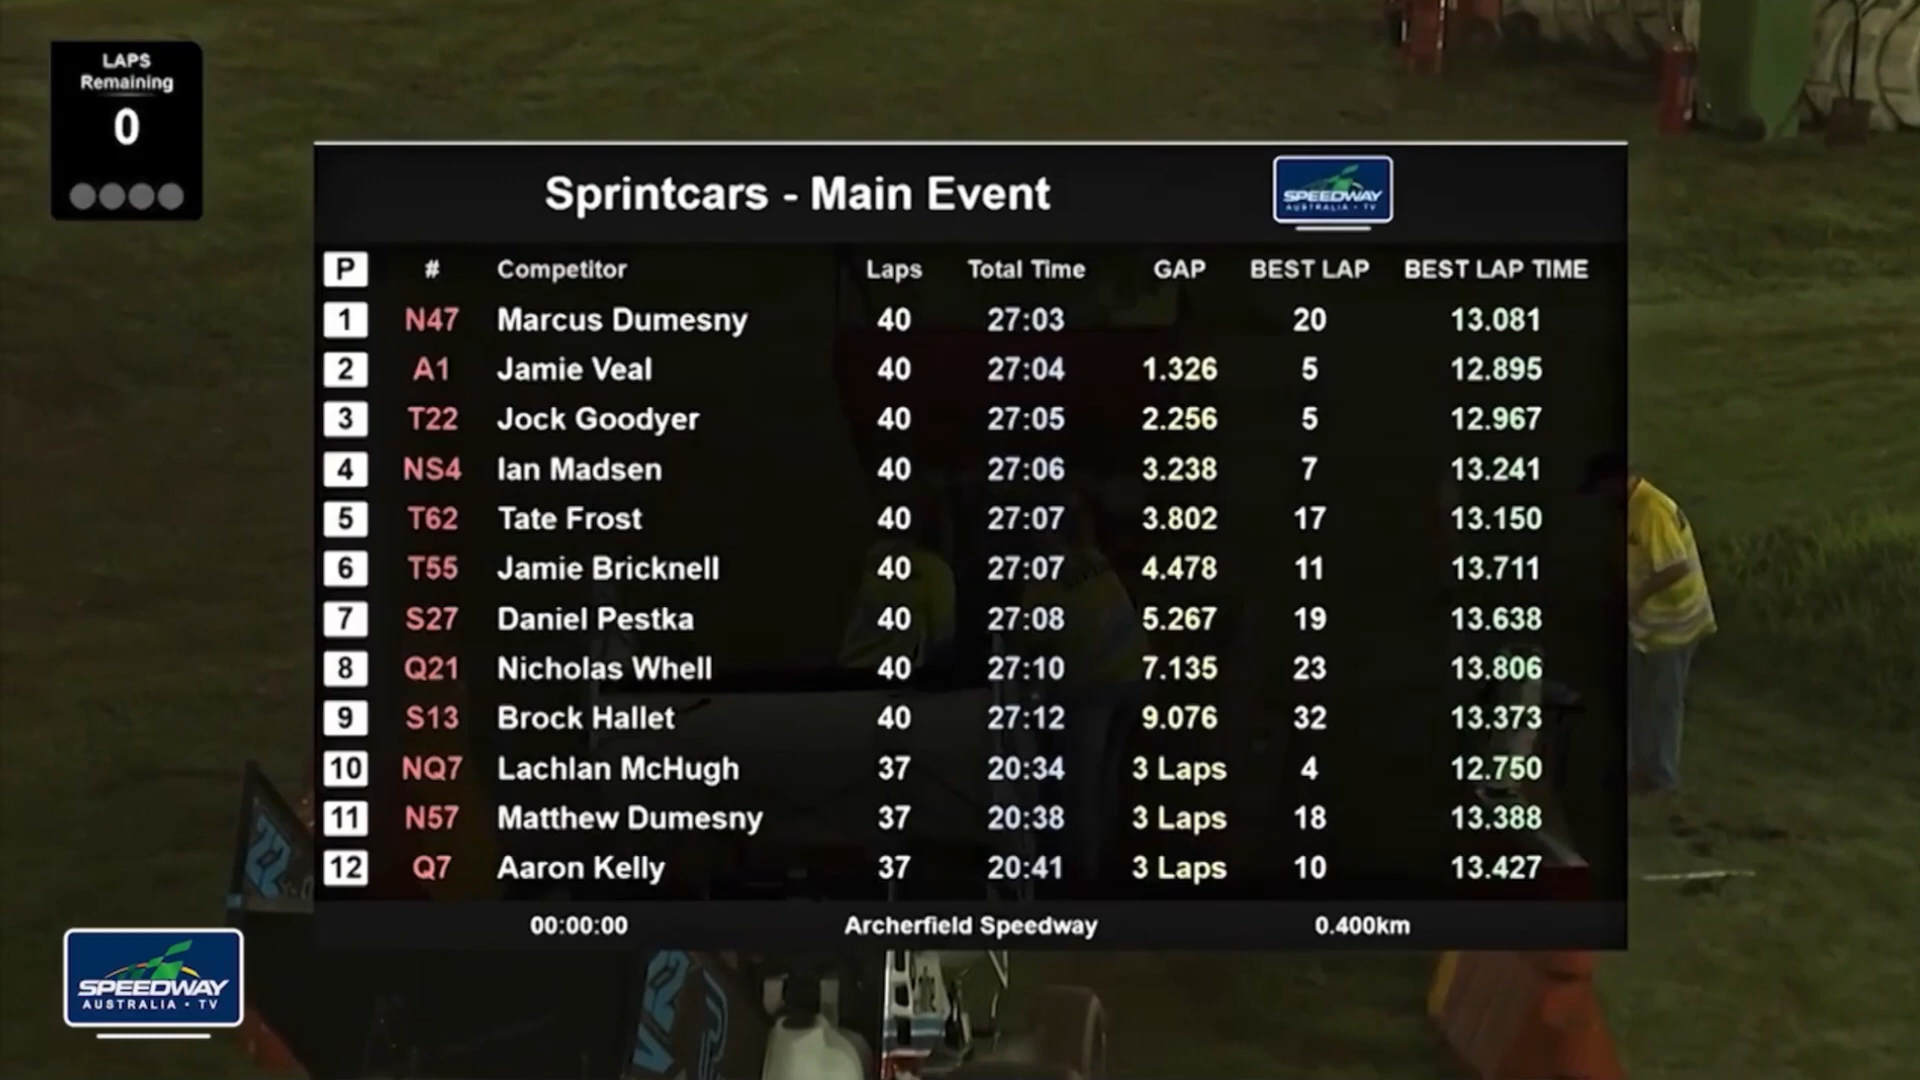 LAPS
Remaining
0
Sprintcars - Main Event
SPEEDWAY
AUSTRALIA • TV
P # Competitor Laps Total Time GAP BEST LAP BEST LAP TIME
1 N47 Marcus Dumesny 40 27:03 20 13.081
2 A1 Jamie Veal 40 27:04 1.326 5 12.895
3 T22 Jock Goodyer 40 27:05 2.256 5 12.967
4 NS4 Ian Madsen 40 27:06 3.238 7 13.241
5 T62 Tate Frost 40 27:07 3.802 17 13.150
6 T55 Jamie Bricknell 40 27:07 4.478 11 13.711
7 S27 Daniel Pestka 40 27:08 5.267 19 13.638
8 Q21 Nicholas Whell 40 27:10 7.135 23 13.806
9 S13 Brock Hallet 40 27:12 9.076 32 13.373
10 NQ7 Lachlan McHugh 37 20:34 3 Laps 4 12.750
11 N57 Matthew Dumesny 37 20:38 3 Laps 18 13.388
12 Q7 Aaron Kelly 37 20:41 3 Laps 10 13.427
00:00:00 Archerfield Speedway 0.400km
SPEEDWAY
AUSTRALIA • TV